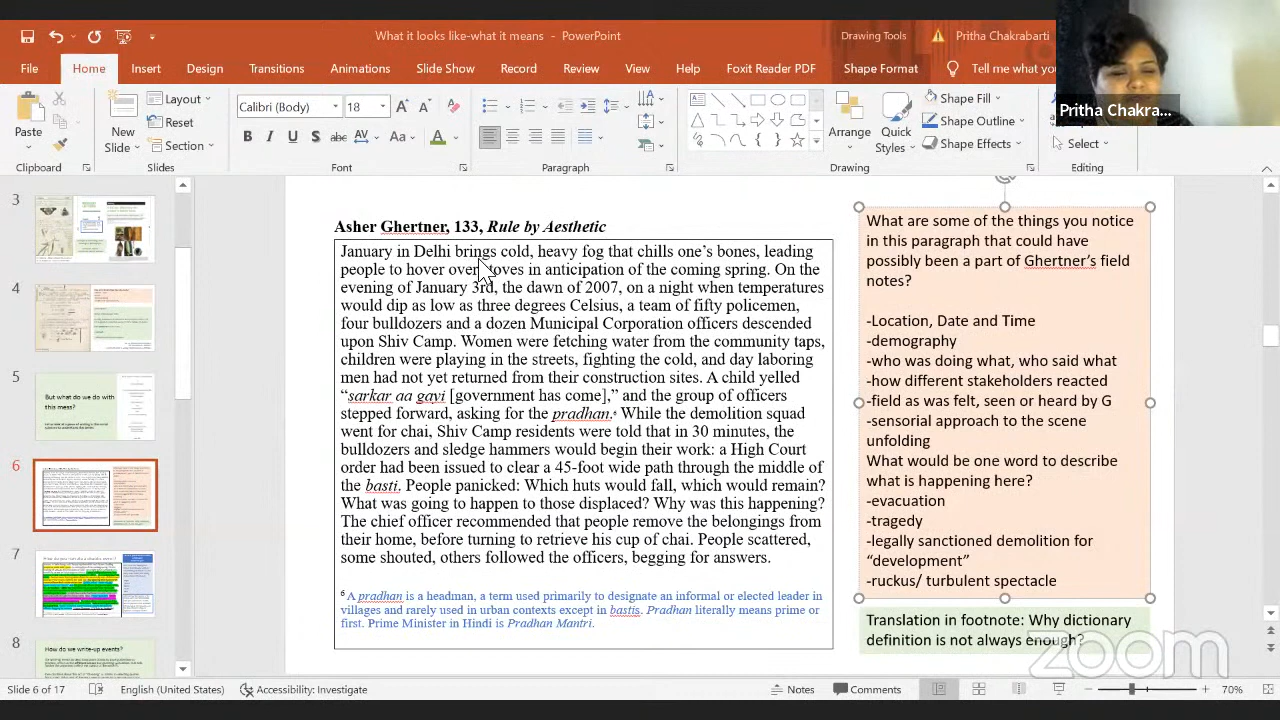 What it looks like-what it means - PowerPoint
Drawing Tools
Pritha Chakrabarti
File Home Insert Design Transitions Animations Slide Show Record Review View Help Foxit Reader PDF Shape Format Tell me what
Pritha Chakra...
Paste
Clipboard
New
Slide
Layout
Reset
Section
Slides
Calibri (Body) 18
Font
Paragraph
Arrange
Quick
Styles
Shape Fill
Shape Outline
Shape Effects
Drawing
Select
Editing
3
4
5
But what do we do with
this mess?
6
7
8
How do we write-up events?
Asher Ghertner, 133, Rule by Aesthetic
January in Delhi brings cold, heavy fog that chills one's bones, leading
people to hover over stoves in anticipation of the coming spring. On the
evening of January 3rd, the dawn of 2007, on a night when temperatures
would dip as low as three degrees Celsius, a team of fifty policemen,
four bulldozers and a dozen Municipal Corporation officers descended
upon Shiv Camp. Women were fetching water from the community taps,
children were playing in the streets, fighting the cold, and day laboring
men had not yet returned from their construction sites. A child yelled
“sarkar aa gayi [government has come],” and the group of officers
stepped forward, asking for the pradhan.
While the demolition squad
went for tea, Shiv Camp residents were told that in 30 minutes, the
bulldozers and sledge hammers would begin their work: a High Court
order had been issued to clear a foot wide path through the middle of
the basti. People panicked: Which huts would fall, which would remain?
What was going to happen to those displaced? Why was this happening?
The chief officer recommended the people remove the belongings from
their home, before turning to retrieve his cup of chai. People scattered,
some shouted, others followed the officers, begging for answers.
Pradhan is a headman, used to designate an informal or elected leader
and rarely used in urban areas except in bastis. Pradhan literally means prime or
first. Prime Minister in Hindi is Pradhan Mantri.
What are some of the things you notice
in this paragraph that could have
possibly been a part of Ghertner's field
notes?
-Location, Date and Time
-demography
-who was doing what, who said what
-how different stakeholders reacted
-field as was felt, seen or heard by G
-sensorial approach to the scene
unfolding
What would be one word to describe
what is happening here?
-evacuation
-tragedy
-legally sanctioned demolition for
“development”
-ruckus/ turbulent spectacle
Translation in footnote: Why dictionary
definition is not always enough?
zoom
Slide 6 of 17 English (United States) Accessibility: Investigate Notes Comments 70%